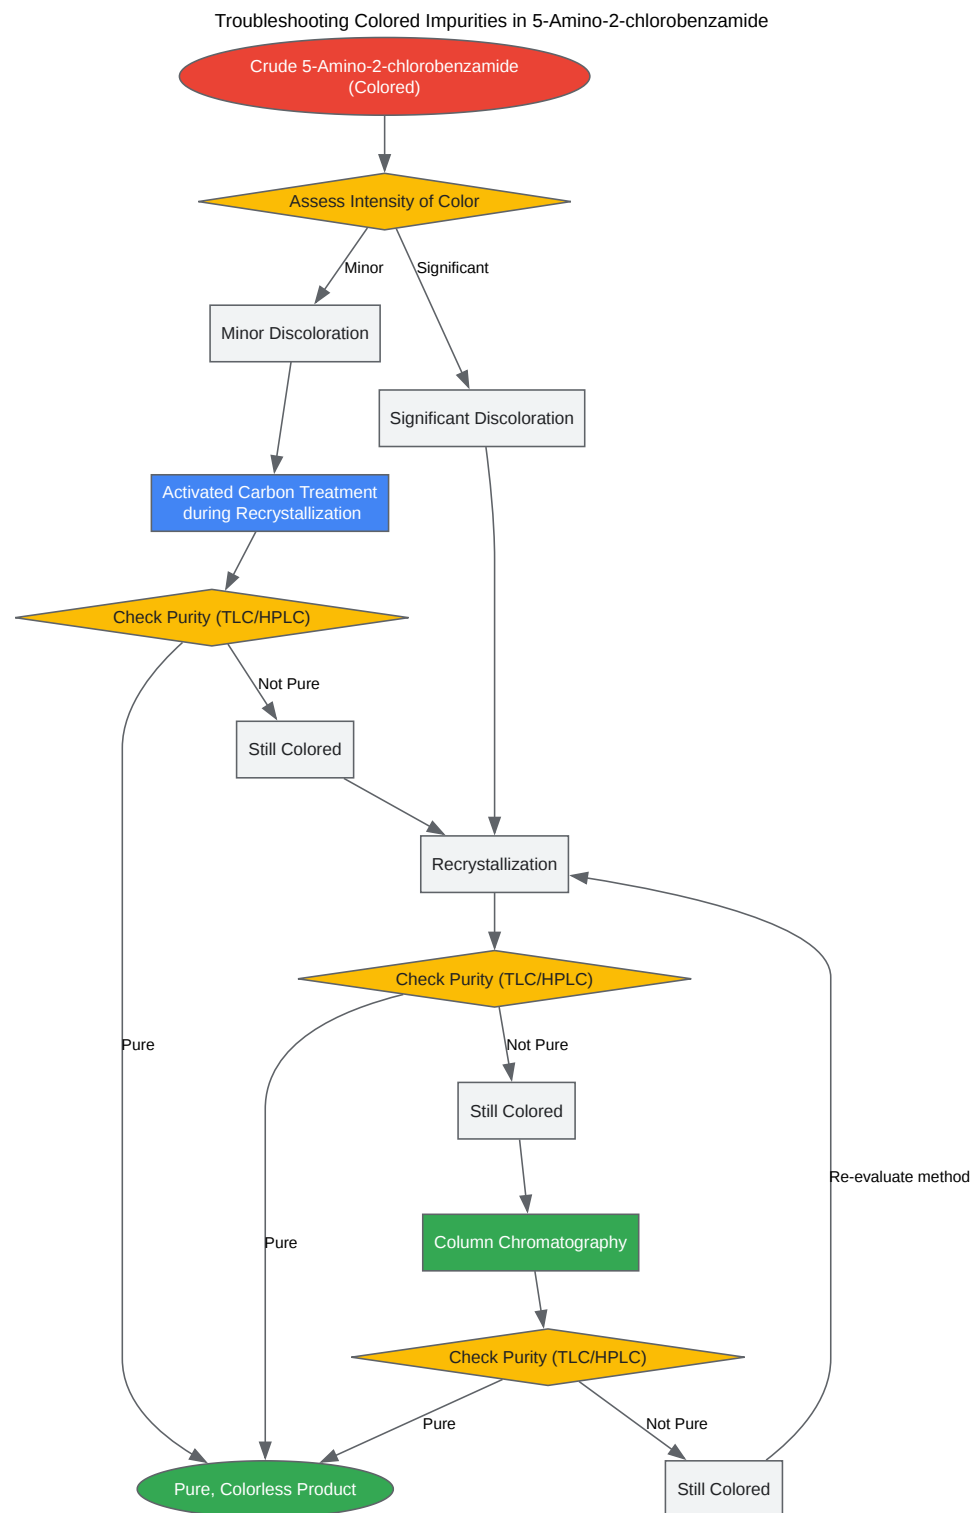 Troubleshooting Colored Impurities in 5-Amino-2-chlorobenzamide
Crude 5-Amino-2-chlorobenzamide
(Colored)
Assess Intensity of Color
Minor
Significant
Minor Discoloration
Significant Discoloration
Activated Carbon Treatment
during Recrystallization
Check Purity (TLC/HPLC)
Not Pure
Still Colored
Recrystallization
Check Purity (TLC/HPLC)
Pure
Not Pure
Still Colored
Re-evaluate method
Pure
Column Chromatography
Check Purity (TLC/HPLC)
Pure
Not Pure
Pure, Colorless Product
Still Colored